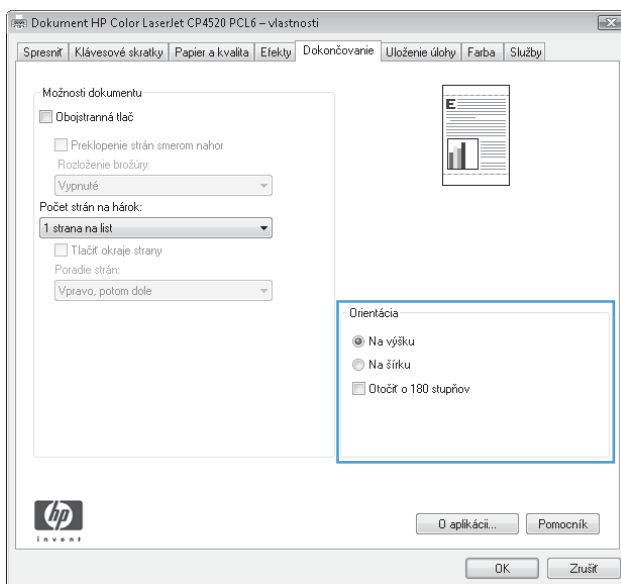 Dokument HP Color LaserJet CP4520 PCL6 – vlastnosti
Spresniť Klávesové skratky Papier a kvalita Efekty Dokončovanie Uloženie úlohy Farba Služby
Možnosti dokumentu
Obojstranná tlač
Preklopenie strán smerom nahor
Rozloženie brožúry:
Vypnuté
Počet strán na hárok:
1 strana na list
Tlačiť okraje strany
Poradie strán:
Vpravo, potom dole
E
Orientácia
Na výšku
Na šírku
Otočiť o 180 stupňov
hp
invent
O aplikácii... Pomocník
OK Zrušiť